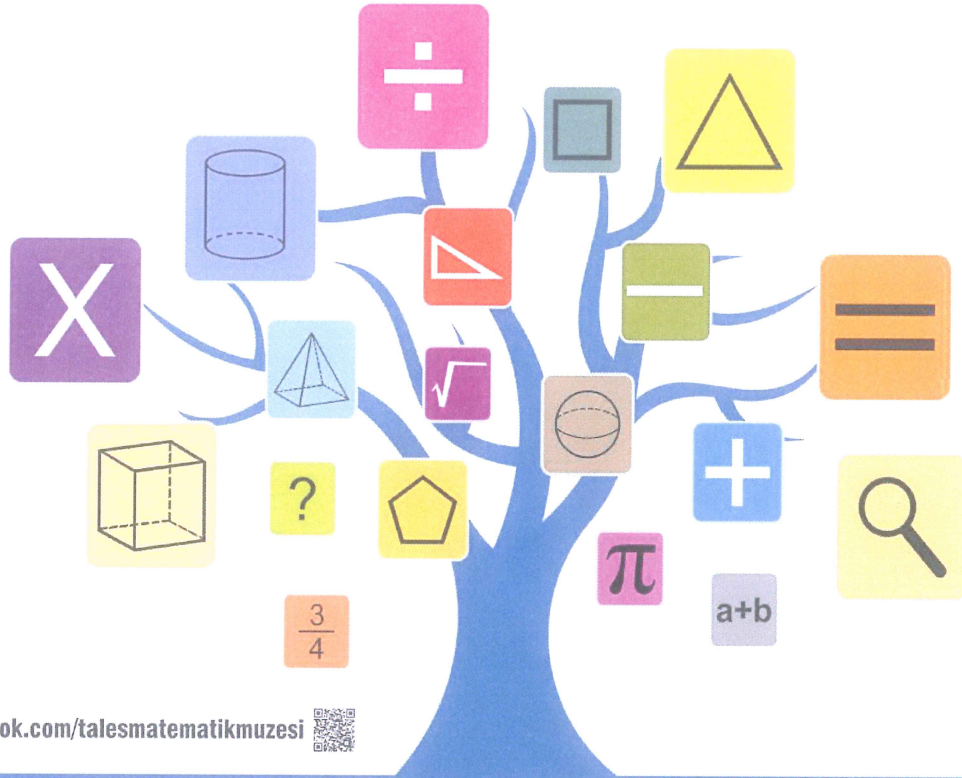 ÷
X
√
=
?
+
π
a+b
3
4
ok.com/talesmatematikmuzesi